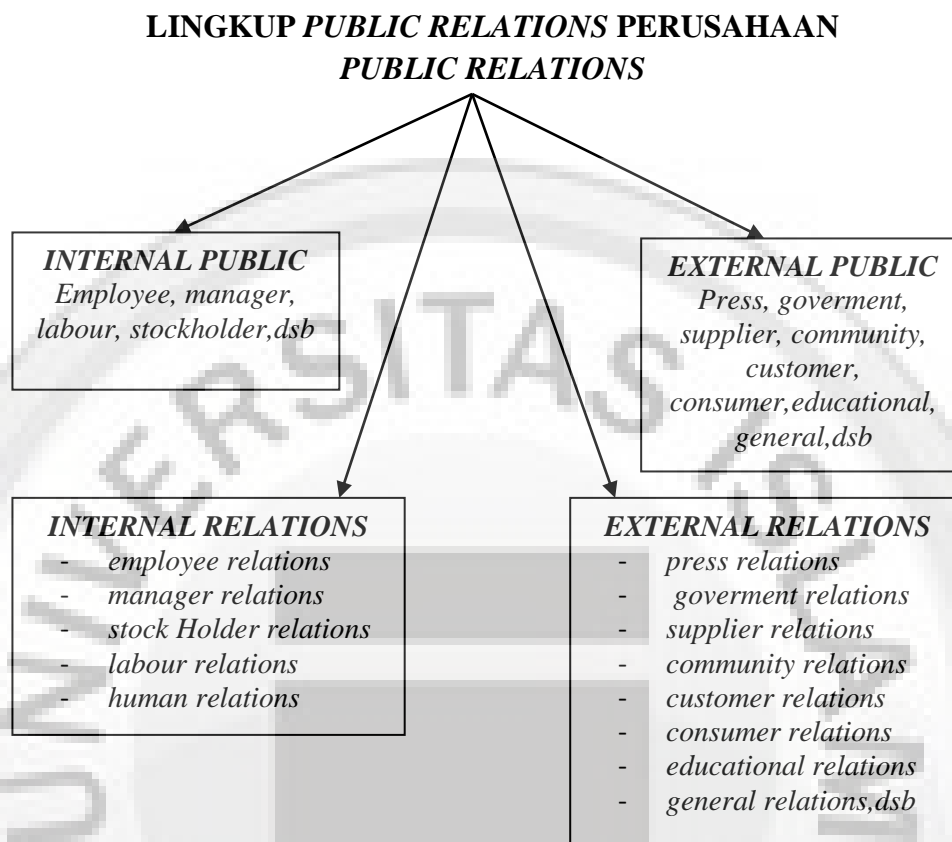 LINGKUP PUBLIC RELATIONS PERUSAHAAN
PUBLIC RELATIONS
INTERNAL PUBLIC
Employee, manager,
labour, stockholder,dsb
EXTERNAL PUBLIC
Press, goverment,
supplier, community,
customer,
consumer,educational,
general,dsb
INTERNAL RELATIONS
- employee relations
- manager relations
- stock Holder relations
- labour relations
- human relations
EXTERNAL RELATIONS
- press relations
- goverment relations
- supplier relations
- community relations
- customer relations
- consumer relations
- educational relations
- general relations,dsb
UNIVERSITAS ISLAM